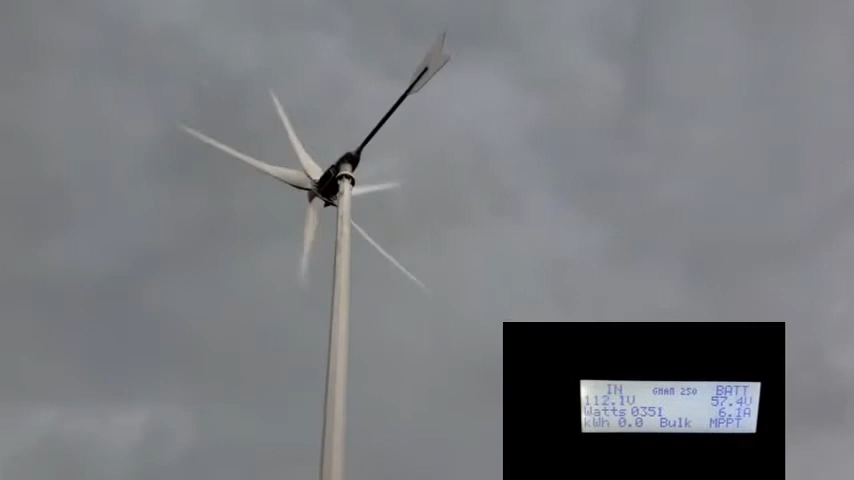 IN GHAM 250 BATT
112.1V 57.4V
Watts 0351 6.1A
kWh 0.0 Bulk MPPT